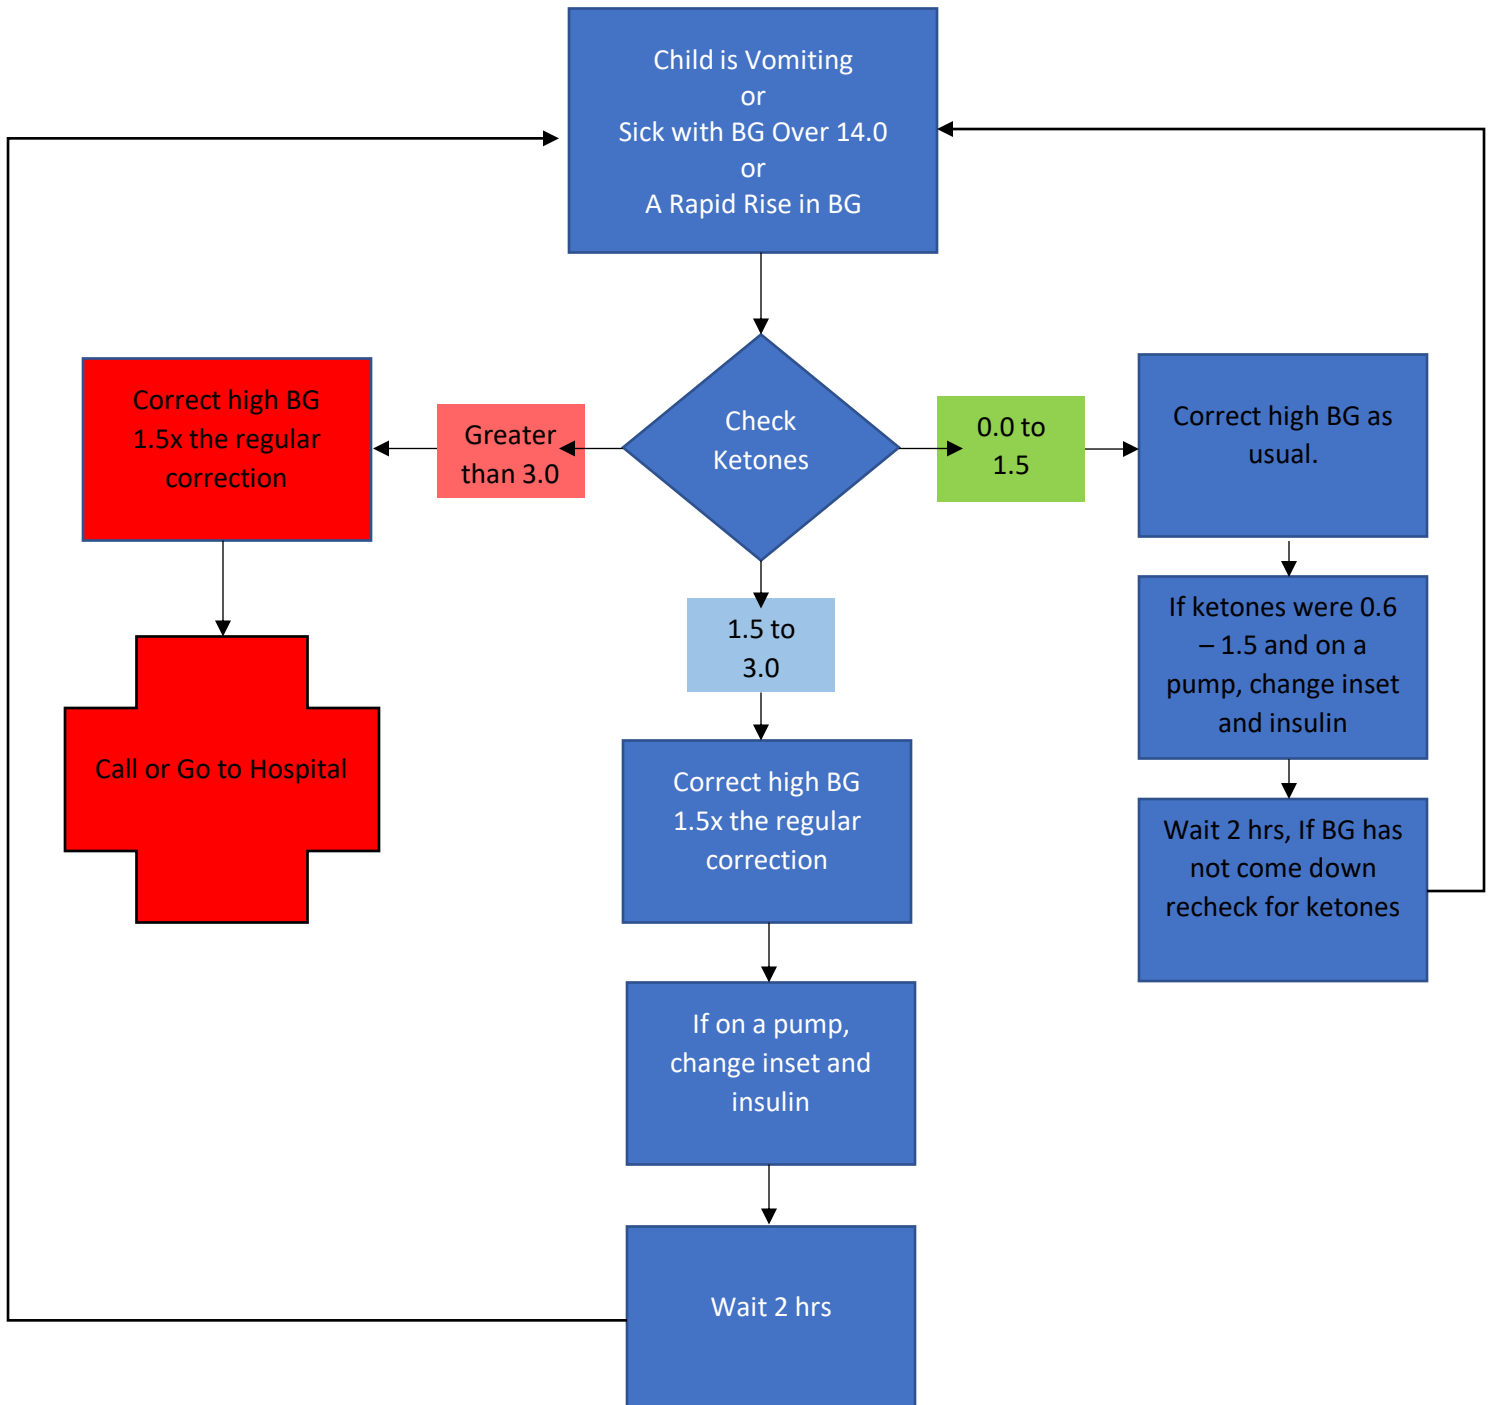 Child is Vomiting
or
Sick with BG Over 14.0
or
A Rapid Rise in BG
Check
Ketones
Greater
than 3.0
Correct high BG
1.5x the regular
correction
Call or Go to Hospital
1.5 to
3.0
Correct high BG
1.5x the regular
correction
If on a pump,
change inset and
insulin
Wait 2 hrs
0.0 to
1.5
Correct high BG as
usual.
If ketones were 0.6
– 1.5 and on a
pump, change inset
and insulin
Wait 2 hrs, If BG has
not come down
recheck for ketones